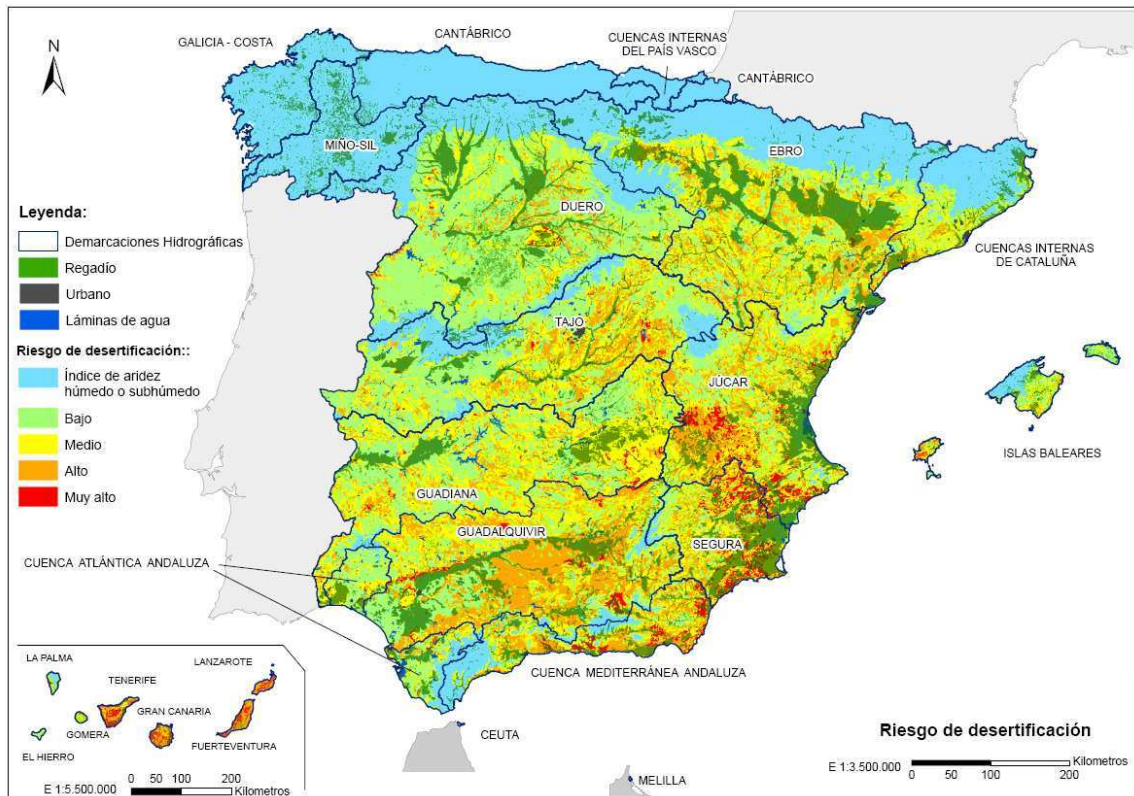 GALICIA - COSTA
CANTÁBRICO
CUENCAS INTERNAS
DEL PAÍS VASCO
CANTÁBRICO
N
MIÑO-SIL
EBRO
DUERO
CUENCAS INTERNAS
DE CATALUÑA
Leyenda:
Demarcaciones Hidrográficas
Regadío
Urbano
Láminas de agua
Riesgo de desertificación::
Índice de aridez
húmedo o subhúmedo
Bajo
Medio
Alto
Muy alto
TAJO
JÚCAR
ISLAS BALEARES
GUADIANA
GUADALQUIVIR
SEGURA
CUENCA ATLÁNTICA ANDALUZA
CUENCA MEDITERRÁNEA ANDALUZA
CEUTA
MELILLA
LA PALMA
LANZAROTE
TENERIFE
GRAN CANARIA
GOMERA
EL HIERRO
FUERTEVENTURA
0 50 100 200
Kilometros
E 1:5.500.000
Riesgo de desertificación
Kilometros
E 1:3.500.000 0 50 100 200